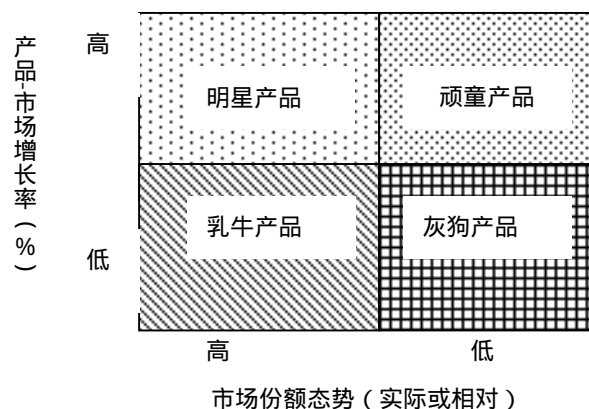 产品-市场增长率(%)
高
明星产品
顽童产品
乳牛产品
灰狗产品
低
高
低
市场份额态势(实际或相对)